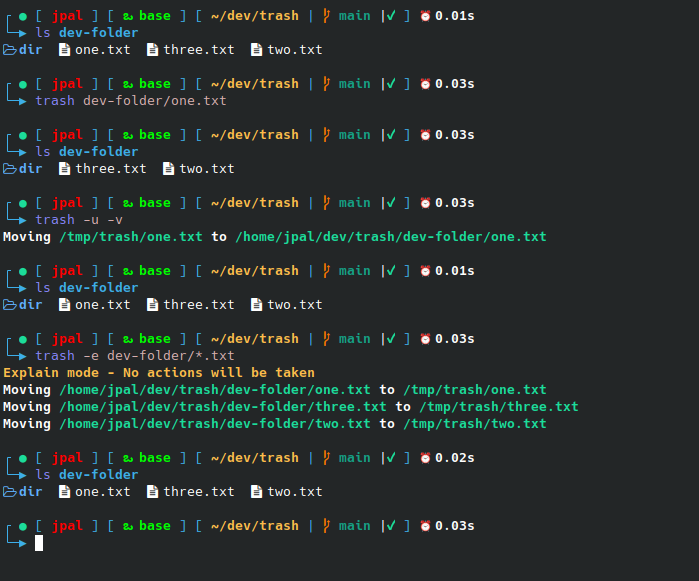 [ jpal ] [ base ] [ ~/dev/trash | main |✓ ] ⏰0.01s
ls dev-folder
dir one.txt three.txt two.txt
[ jpal ] [ base ] [ ~/dev/trash | main |✓ ] ⏰0.03s
trash dev-folder/one.txt
[ jpal ] [ base ] [ ~/dev/trash | main |✓ ] ⏰0.03s
ls dev-folder
dir three.txt two.txt
[ jpal ] [ base ] [ ~/dev/trash | main |✓ ] ⏰0.03s
trash -u -v
Moving /tmp/trash/one.txt to /home/jpal/dev/trash/dev-folder/one.txt
[ jpal ] [ base ] [ ~/dev/trash | main |✓ ] ⏰0.01s
ls dev-folder
dir one.txt three.txt two.txt
[ jpal ] [ base ] [ ~/dev/trash | main |✓ ] ⏰0.03s
trash -e dev-folder/*.txt
Explain mode - No actions will be taken
Moving /home/jpal/dev/trash/dev-folder/one.txt to /tmp/trash/one.txt
Moving /home/jpal/dev/trash/dev-folder/three.txt to /tmp/trash/three.txt
Moving /home/jpal/dev/trash/dev-folder/two.txt to /tmp/trash/two.txt
[ jpal ] [ base ] [ ~/dev/trash | main |✓ ] ⏰0.02s
ls dev-folder
dir one.txt three.txt two.txt
[ jpal ] [ base ] [ ~/dev/trash | main |✓ ] ⏰0.03s